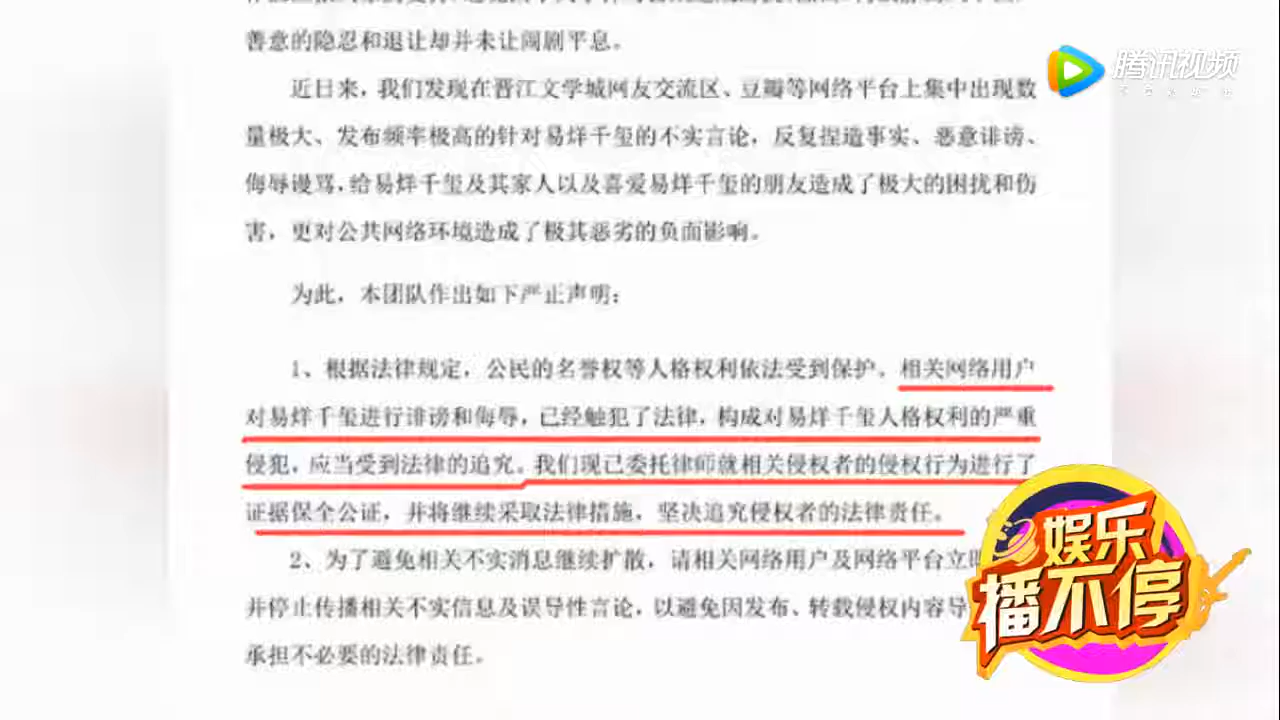 善意的隐忍和退让却并未让闹剧平息。
近日来，我们发现在晋江文学城网友交流区、豆瓣等网络平台上集中出现数
量极大、发布频率极高的针对易烊千玺的不实言论，反复捏造事实、恶意诽谤、
侮辱谩骂，给易烊千玺及其家人以及喜爱易烊千玺的朋友造成了极大的困扰和伤
害，更对公共网络环境造成了极其恶劣的负面影响。
为此，本团队作出如下严正声明：
1、根据法律规定，公民的名誉权等人格权利依法受到保护。相关网络用户
对易烊千玺进行诽谤和侮辱，已经触犯了法律，构成对易烊千玺人格权利的严重
侵犯，应当受到法律的追究。我们现已委托律师就相关侵权者的侵权行为进行了
证据保全公证，并将继续采取法律措施，坚决追究侵权者的法律责任。
2、为了避免相关不实消息继续扩散，请相关网络用户及网络平台立即
并停止传播相关不实信息及误导性言论，以避免因发布、转载侵权内容导
承担不必要的法律责任。
腾讯视频
娱乐
播不停